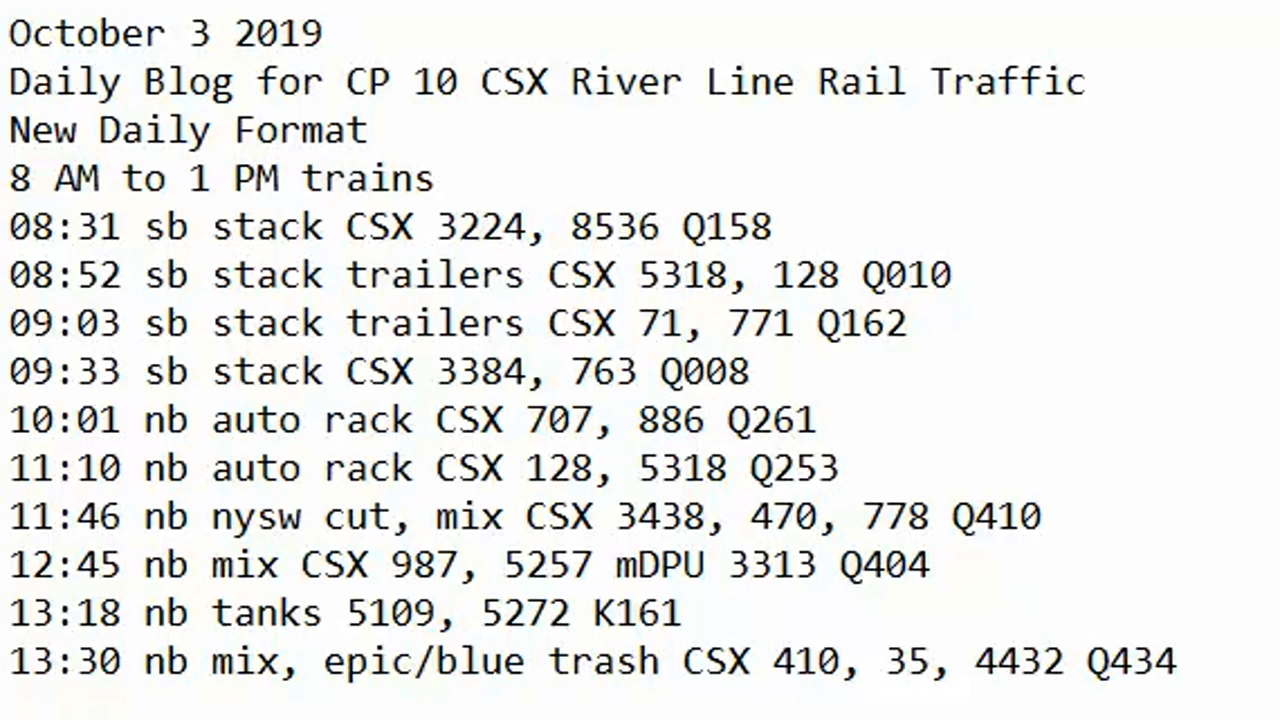 October 3 2019
Daily Blog for CP 10 CSX River Line Rail Traffic
New Daily Format
8 AM to 1 PM trains
08:31 sb stack CSX 3224, 8536 Q158
08:52 sb stack trailers CSX 5318, 128 Q010
09:03 sb stack trailers CSX 71, 771 Q162
09:33 sb stack CSX 3384, 763 Q008
10:01 nb auto rack CSX 707, 886 Q261
11:10 nb auto rack CSX 128, 5318 Q253
11:46 nb nysw cut, mix CSX 3438, 470, 778 Q410
12:45 nb mix CSX 987, 5257 mDPU 3313 Q404
13:18 nb tanks 5109, 5272 K161
13:30 nb mix, epic/blue trash CSX 410, 35, 4432 Q434